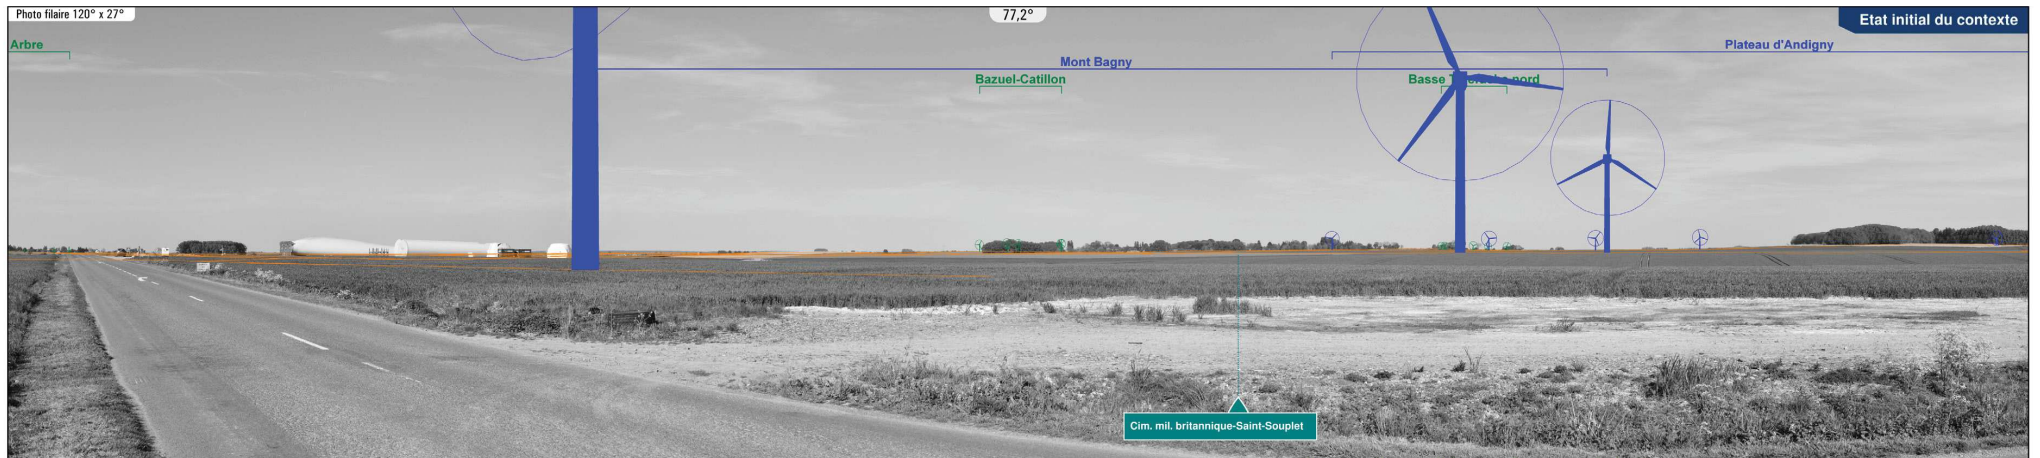 Photo filaire 120° x 27°
77,2°
Etat initial du contexte
Arbre
Plateau d'Andigny
Mont Bagny
Bazuel-Catillon
Basse nord
Cim. mil. britannique-Saint-Souplet